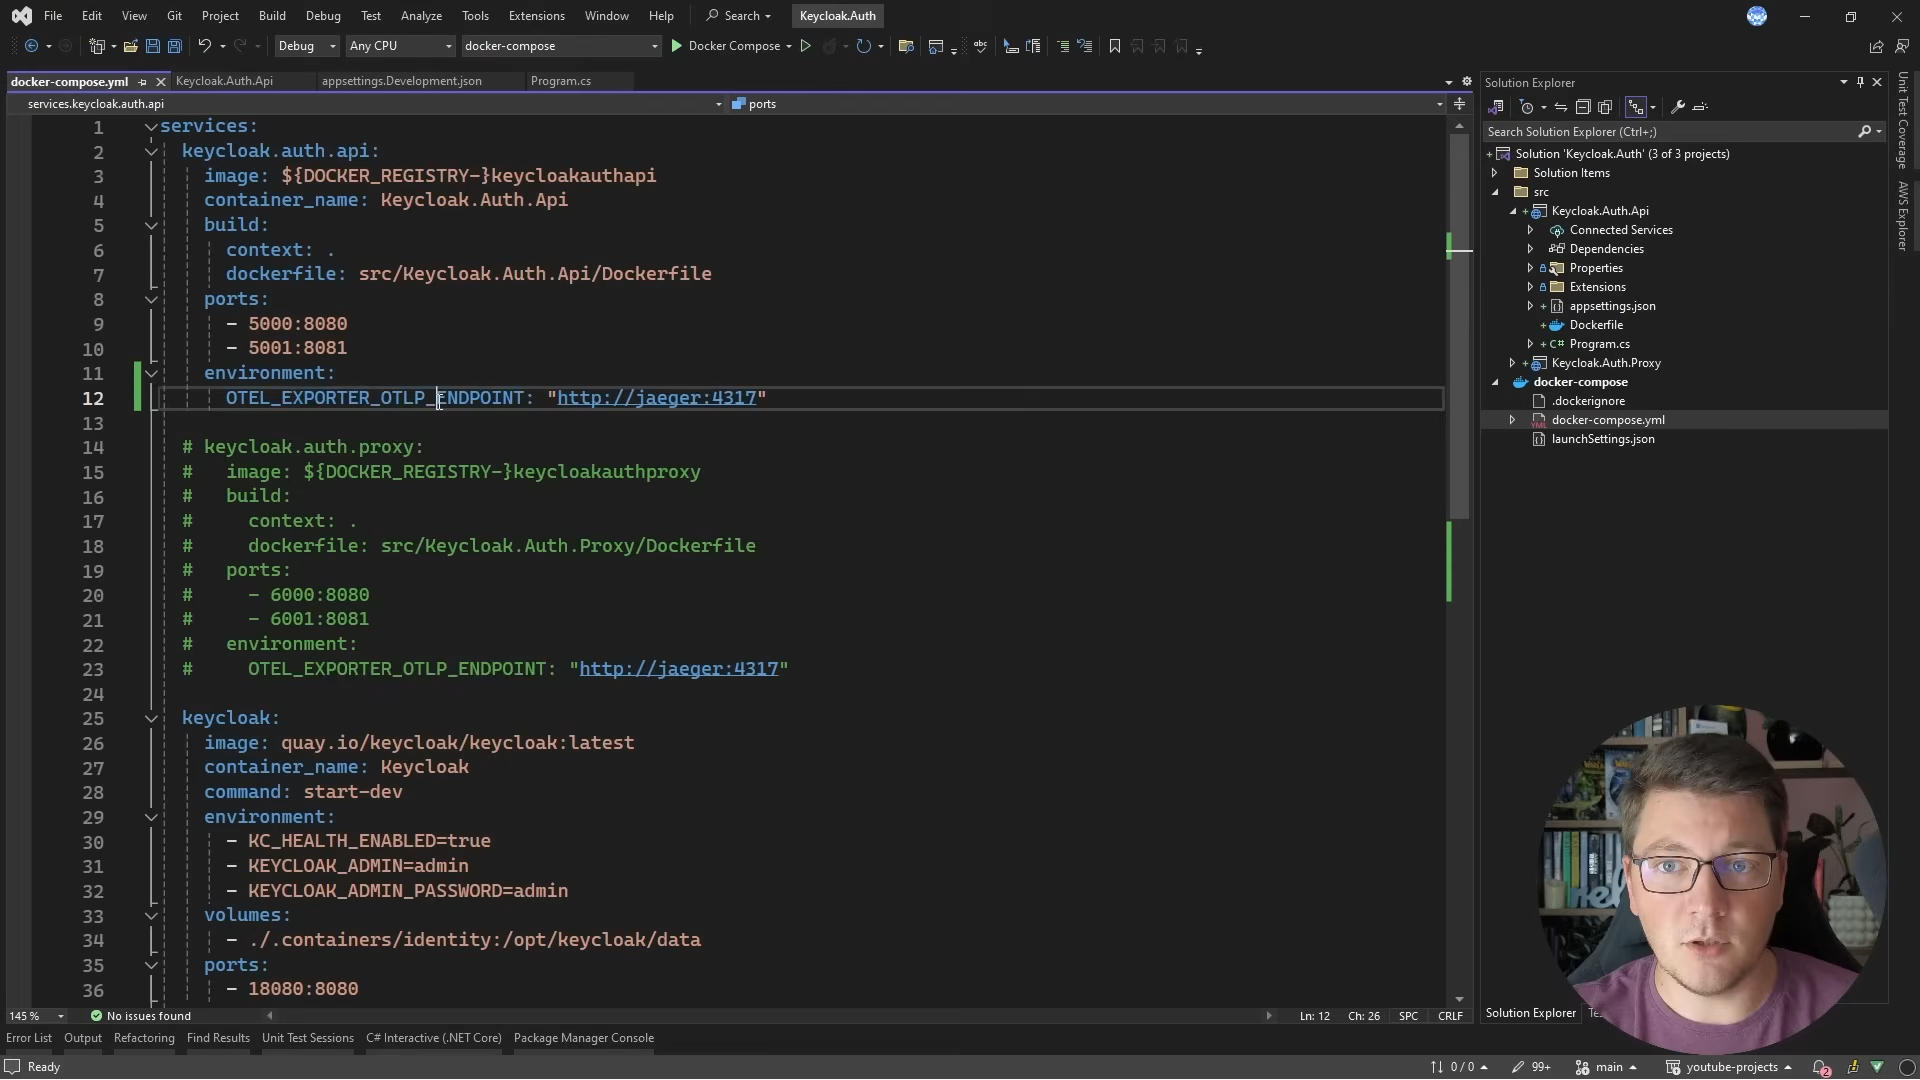 File Edit View Git Project Build Debug Test Analyze Tools Extensions Window Help Search Keycloak.Auth
Debug Any CPU docker-compose Docker Compose
docker-compose.yml Keycloak.Auth.Api appsettings.Development.json Program.cs
services.keycloak.auth.api ports
1 services:
2 keycloak.auth.api:
3 image: ${DOCKER_REGISTRY-}keycloakauthapi
4 container_name: Keycloak.Auth.Api
5 build:
6 context: .
7 dockerfile: src/Keycloak.Auth.Api/Dockerfile
8 ports:
9 - 5000:8080
10 - 5001:8081
11 environment:
12 OTEL_EXPORTER_OTLP_ENDPOINT: "http://jaeger:4317"
13
14 # keycloak.auth.proxy:
15 # image: ${DOCKER_REGISTRY-}keycloakauthproxy
16 # build:
17 # context: .
18 # dockerfile: src/Keycloak.Auth.Proxy/Dockerfile
19 # ports:
20 # - 6000:8080
21 # - 6001:8081
22 # environment:
23 # OTEL_EXPORTER_OTLP_ENDPOINT: "http://jaeger:4317"
24
25 keycloak:
26 image: quay.io/keycloak/keycloak:latest
27 container_name: Keycloak
28 command: start-dev
29 environment:
30 - KC_HEALTH_ENABLED=true
31 - KEYCLOAK_ADMIN=admin
32 - KEYCLOAK_ADMIN_PASSWORD=admin
33 volumes:
34 - ./.containers/identity:/opt/keycloak/data
35 ports:
36 - 18080:8080
145 % No issues found Ln: 12 Ch: 26 SPC CRLF
Error List Output Refactoring Find Results Unit Test Sessions C# Interactive (.NET Core) Package Manager Console
Ready 0 / 0 99+ main youtube-projects 2
Solution Explorer
Search Solution Explorer (Ctrl+;)
Solution 'Keycloak.Auth' (3 of 3 projects)
Solution Items
src
Keycloak.Auth.Api
Connected Services
Dependencies
Properties
Extensions
appsettings.json
Dockerfile
C# Program.cs
Keycloak.Auth.Proxy
docker-compose
.dockerignore
docker-compose.yml
launchSettings.json
Solution Explorer
Unit Test Coverage
AWS Explorer